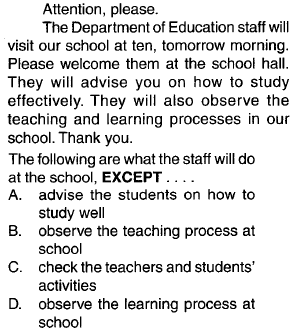 Attention, please.
The Department of Education staff will
visit our school at ten, tomorrow morning.
Please welcome them at the school hall.
They will advise you on how to study
effectively. They will also observe the
teaching and learning processes in our
school. Thank you.
The following are what the staff will do
at the school, EXCEPT . . . .
A. advise the students on how to
study well
B. observe the teaching process at
school
C. check the teachers and students'
activities
D. observe the learning process at
school